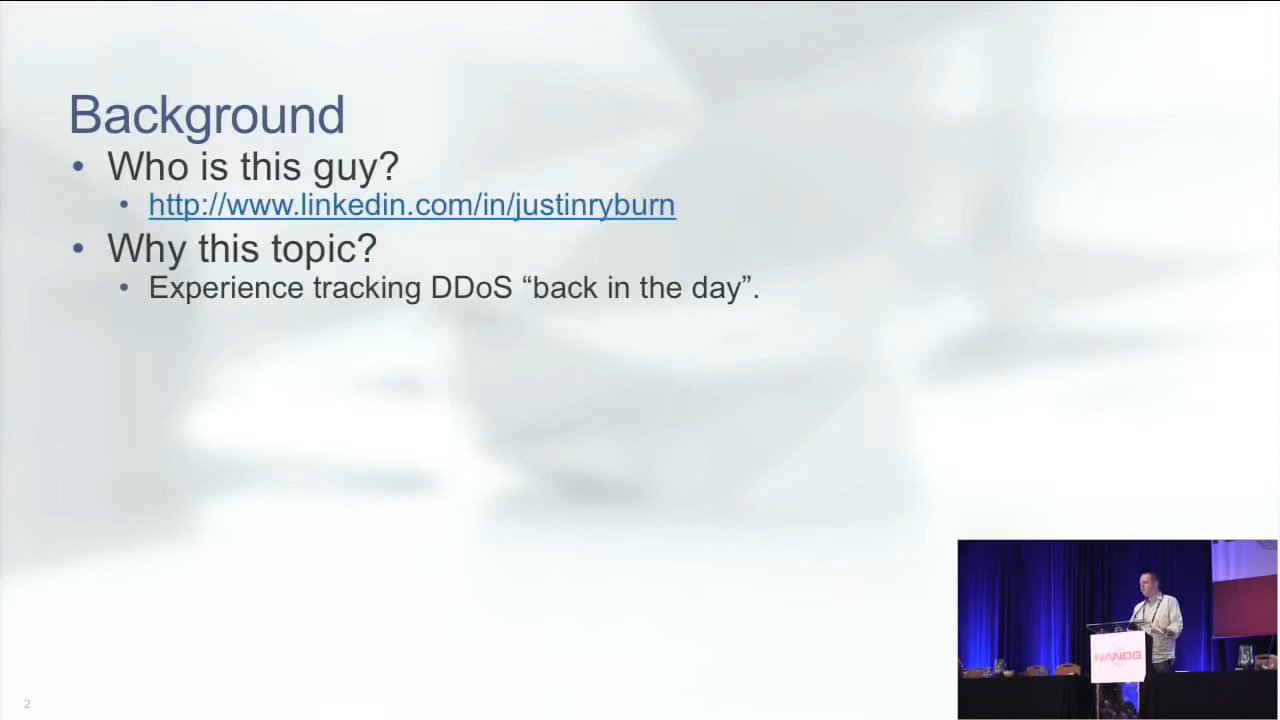 Background
• Who is this guy?
• http://www.linkedin.com/in/justinryburn
• Why this topic?
• Experience tracking DDoS “back in the day”.
NANOG
2